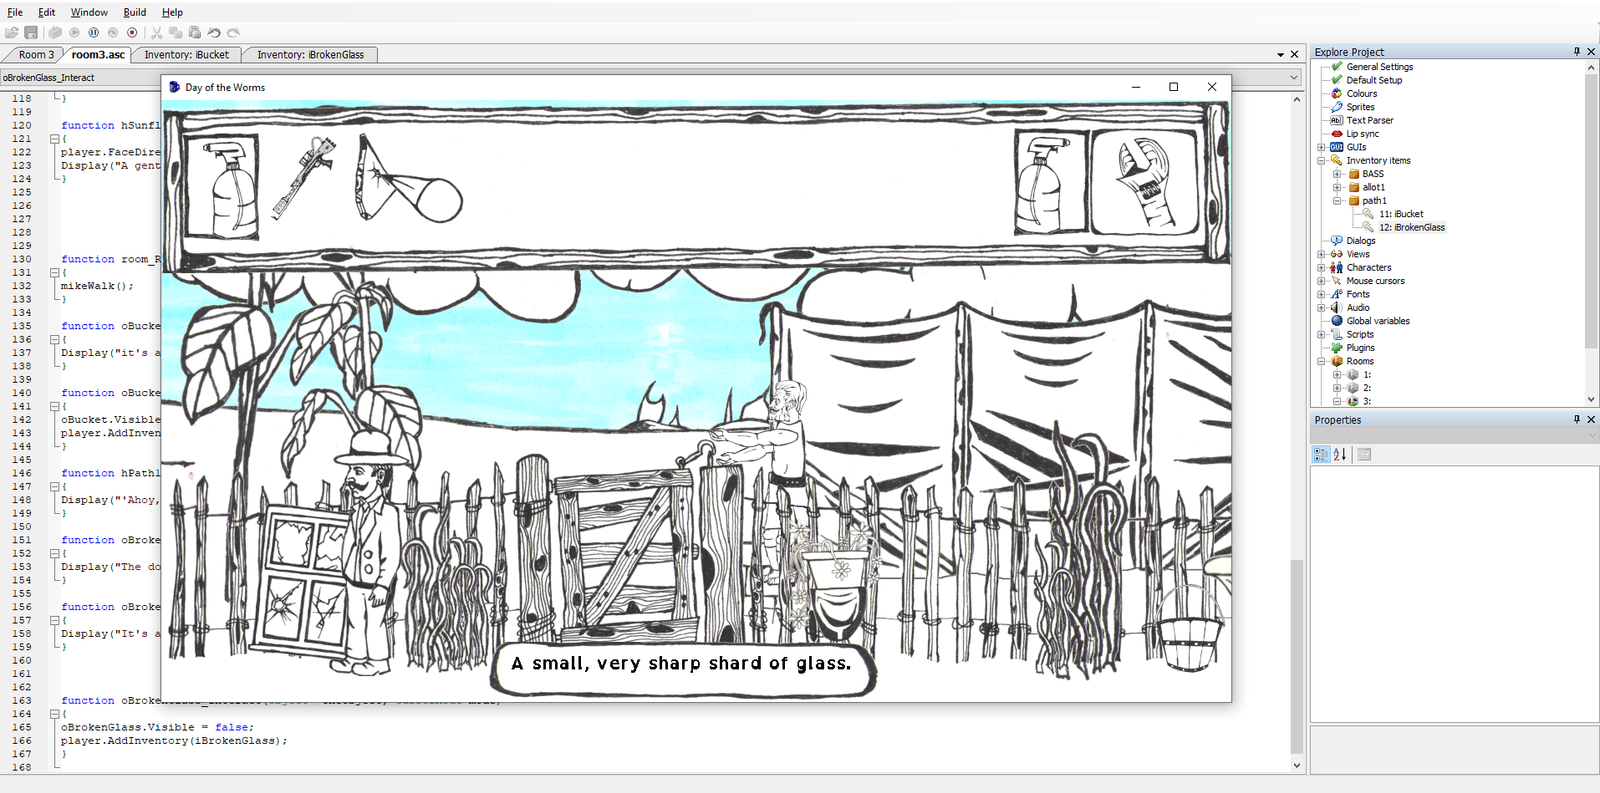 File Edit Window Build Help
Room 3 room3.asc Inventory: iBucket Inventory: iBrokenGlass
oBrokenGlass_Interact
Day of the Worms
118 }
119
120 function hSunfl
121 {
122 player.FaceDire
123 Display("A gent
124 }
125
126
127
128
129
130 function room_R
131 {
132 mikeWalk();
133 }
134
135 function oBucke
136 {
137 Display("it's a
138 }
139
140 function oBucke
141 {
142 oBucket.Visible
143 player.AddInven
144 }
145
146 function hPath1
147 {
148 Display("'Ahoy,
149 }
150
151 function oBroke
152 {
153 Display("The do
154 }
155
156 function oBroke
157 {
158 Display("It's a
159 }
160
161
162
163 function
164 {
165 oBrokenGlass.Visible = false;
166 player.AddInventory(iBrokenGlass);
167 }
168
A small, very sharp shard of glass.
Explore Project
General Settings
Default Setup
Colours
Sprites
Abl Text Parser
Lip sync
GUI GUIs
Inventory items
BASS
allot1
path1
11: iBucket
12: iBrokenGlass
Dialogs
Views
Characters
Mouse cursors
Fonts
Audio
Global variables
Scripts
Plugins
Rooms
1:
2:
3:
Properties